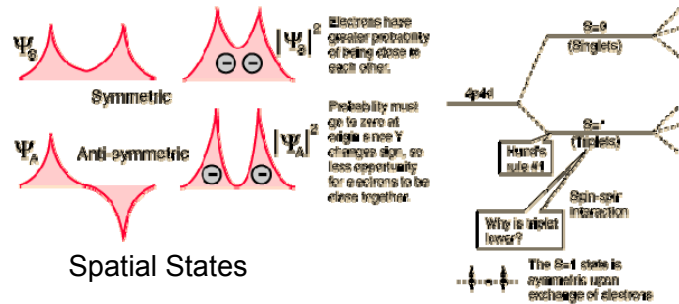 Ψ_S
|Ψ_S|²
Symmetric
Electrons have
greater probability
of being close to
each other.
Ψ_A
|Ψ_A|²
Anti-symmetric
Probability must
go to zero at
origin since Ψ
changes sign, so
less opportunity
for electrons to be
close together.
Spatial States
4p4d
S=0
(Singlets)
S=1
(Triplets)
Hund's
rule #1
Spin-spin
interaction
Why is triplet
lower?
The S=1 state is
symmetric upon
exchange of electrons